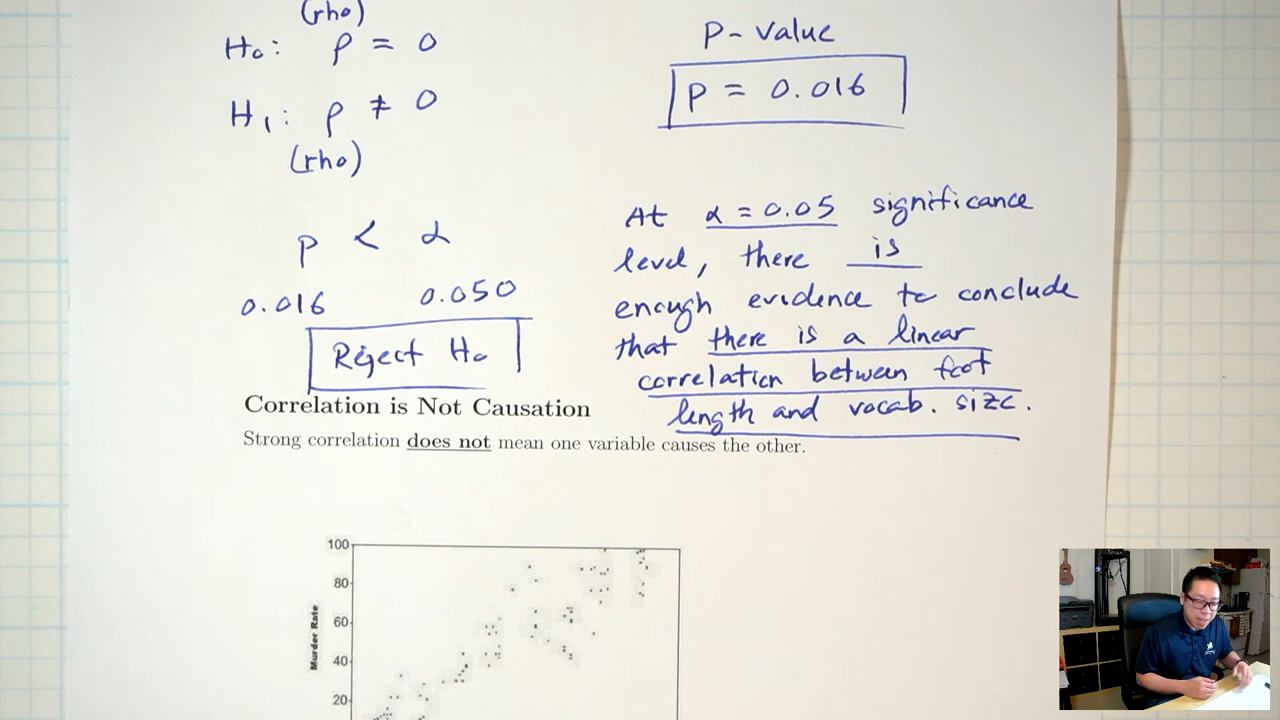 (rho)
H₀: ρ = 0
H₁: ρ ≠ 0
(rho)
p < α
0.016 0.050
Reject H₀
P-value
P = 0.016
At α = 0.05 significance
level, there is
enough evidence to conclude
that there is a linear
correlation between foot
length and vocab. size.
Correlation is Not Causation
Strong correlation does not mean one variable causes the other.
100
80
60
40
20
Murder Rate